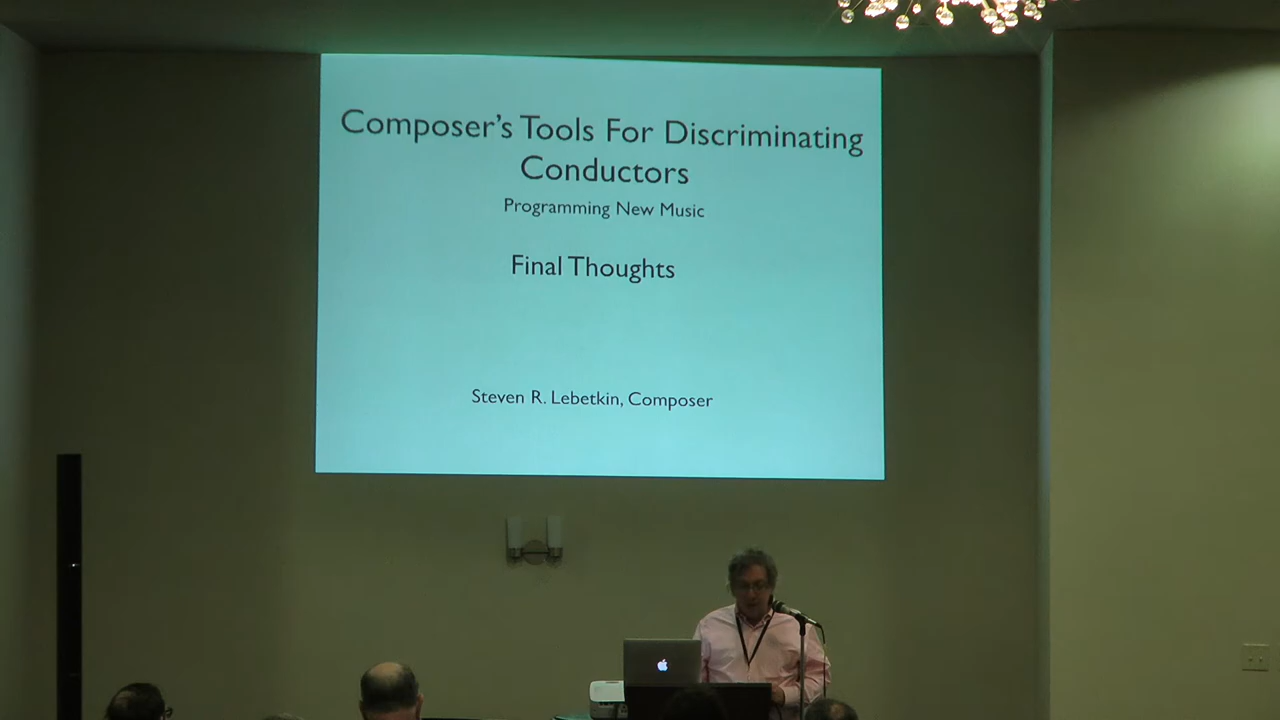 Composer's Tools For Discriminating
Conductors
Programming New Music
Final Thoughts
Steven R. Lebetkin, Composer